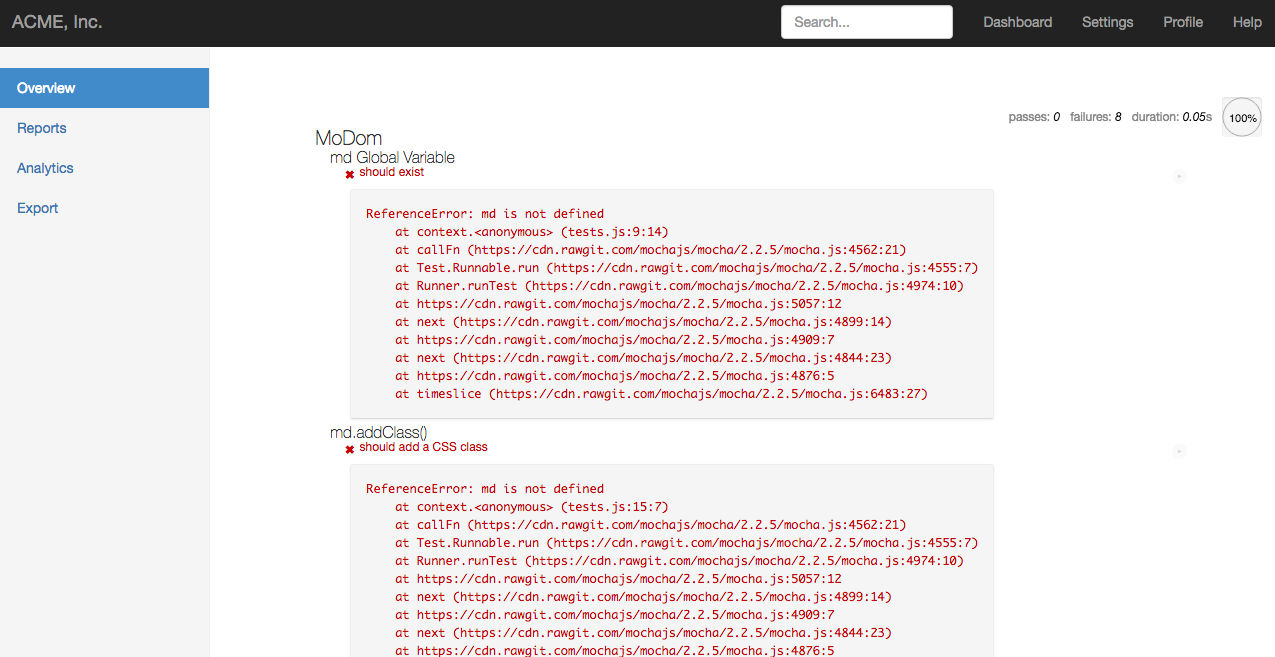 ACME, Inc.
Search...
Dashboard
Settings
Profile
Help
Overview
Reports
Analytics
Export
passes: 0 failures: 8 duration: 0.05s 100%
MoDom
md Global Variable
✖ should exist
‣
ReferenceError: md is not defined
at context.<anonymous> (tests.js:9:14)
at callFn (https://cdn.rawgit.com/mochajs/mocha/2.2.5/mocha.js:4562:21)
at Test.Runnable.run (https://cdn.rawgit.com/mochajs/mocha/2.2.5/mocha.js:4555:7)
at Runner.runTest (https://cdn.rawgit.com/mochajs/mocha/2.2.5/mocha.js:4974:10)
at https://cdn.rawgit.com/mochajs/mocha/2.2.5/mocha.js:5057:12
at next (https://cdn.rawgit.com/mochajs/mocha/2.2.5/mocha.js:4899:14)
at https://cdn.rawgit.com/mochajs/mocha/2.2.5/mocha.js:4909:7
at next (https://cdn.rawgit.com/mochajs/mocha/2.2.5/mocha.js:4844:23)
at https://cdn.rawgit.com/mochajs/mocha/2.2.5/mocha.js:4876:5
at timeslice (https://cdn.rawgit.com/mochajs/mocha/2.2.5/mocha.js:6483:27)
md.addClass()
✖ should add a CSS class
‣
ReferenceError: md is not defined
at context.<anonymous> (tests.js:15:7)
at callFn (https://cdn.rawgit.com/mochajs/mocha/2.2.5/mocha.js:4562:21)
at Test.Runnable.run (https://cdn.rawgit.com/mochajs/mocha/2.2.5/mocha.js:4555:7)
at Runner.runTest (https://cdn.rawgit.com/mochajs/mocha/2.2.5/mocha.js:4974:10)
at https://cdn.rawgit.com/mochajs/mocha/2.2.5/mocha.js:5057:12
at next (https://cdn.rawgit.com/mochajs/mocha/2.2.5/mocha.js:4899:14)
at https://cdn.rawgit.com/mochajs/mocha/2.2.5/mocha.js:4909:7
at next (https://cdn.rawgit.com/mochajs/mocha/2.2.5/mocha.js:4844:23)
at https://cdn.rawgit.com/mochajs/mocha/2.2.5/mocha.js:4876:5